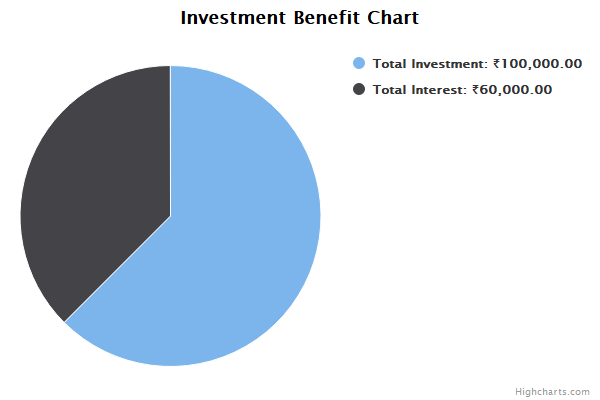 Investment Benefit Chart
Total Investment: ₹100,000.00
Total Interest: ₹60,000.00
Highcharts.com